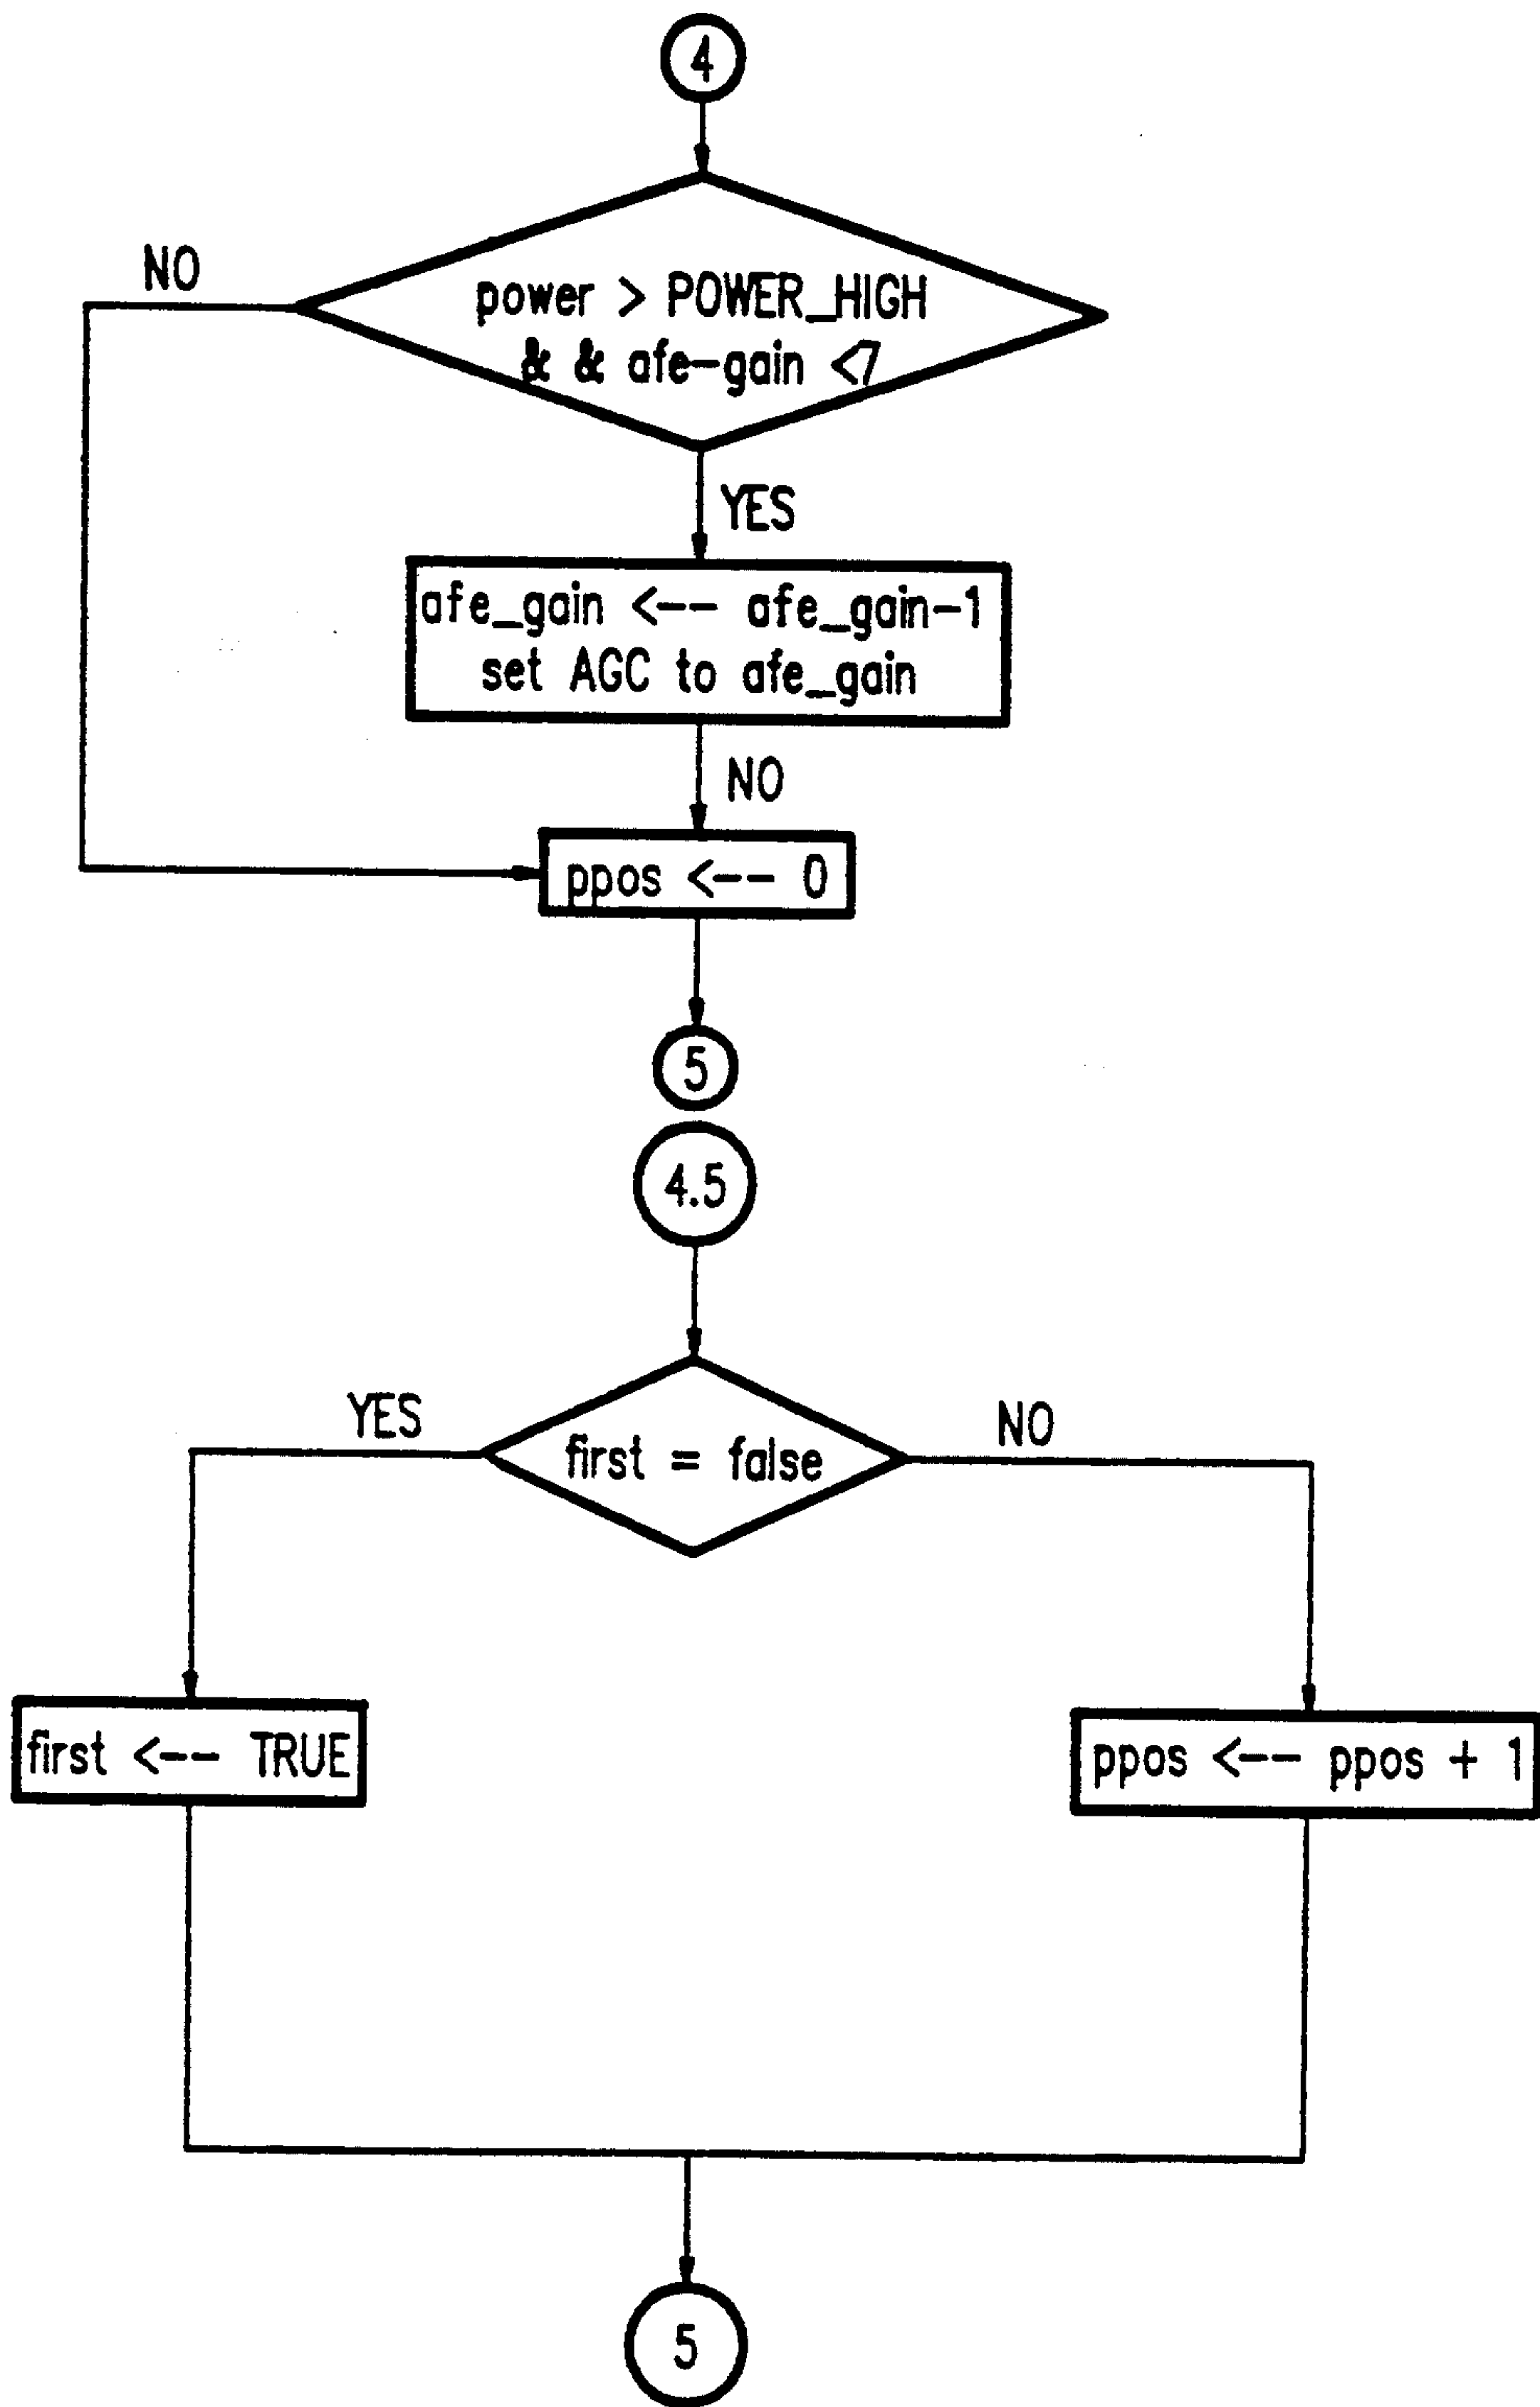 4
NO
power > POWER_HIGH
& & afe-gain <7
YES
afe_gain <-- afe_gain-1
set AGC to afe_gain
NO
ppos <-- 0
5
4.5
YES
NO
first = false
first <-- TRUE
ppos <-- ppos + 1
5